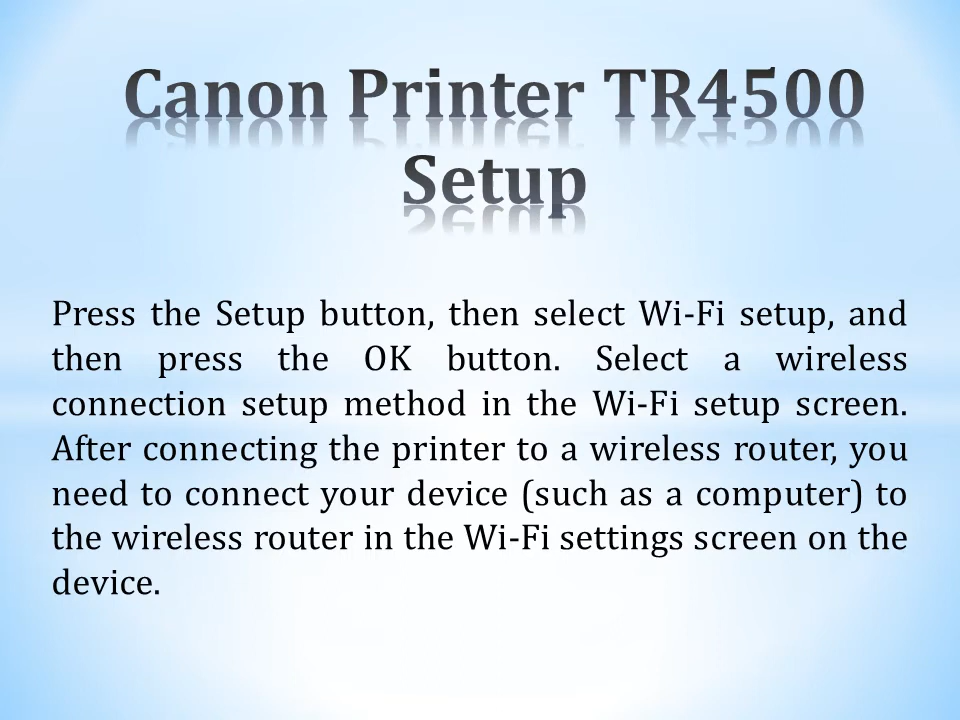 Canon Printer TR4500
Setup
Press the Setup button, then select Wi-Fi setup, and
then press the OK button. Select a wireless
connection setup method in the Wi-Fi setup screen.
After connecting the printer to a wireless router, you
need to connect your device (such as a computer) to
the wireless router in the Wi-Fi settings screen on the
device.